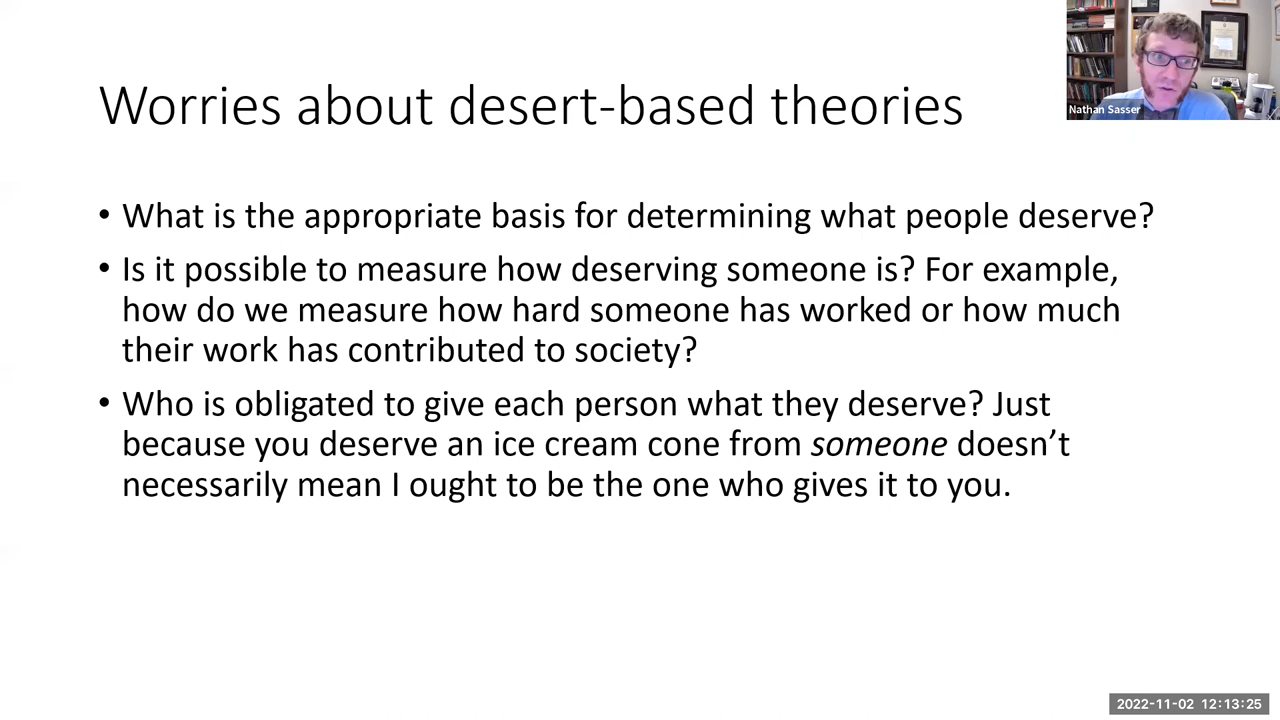 Worries about desert-based theories
Nathan Sasser
• What is the appropriate basis for determining what people deserve?
• Is it possible to measure how deserving someone is? For example,
how do we measure how hard someone has worked or how much
their work has contributed to society?
• Who is obligated to give each person what they deserve? Just
because you deserve an ice cream cone from someone doesn’t
necessarily mean I ought to be the one who gives it to you.
2022-11-02 12:13:25